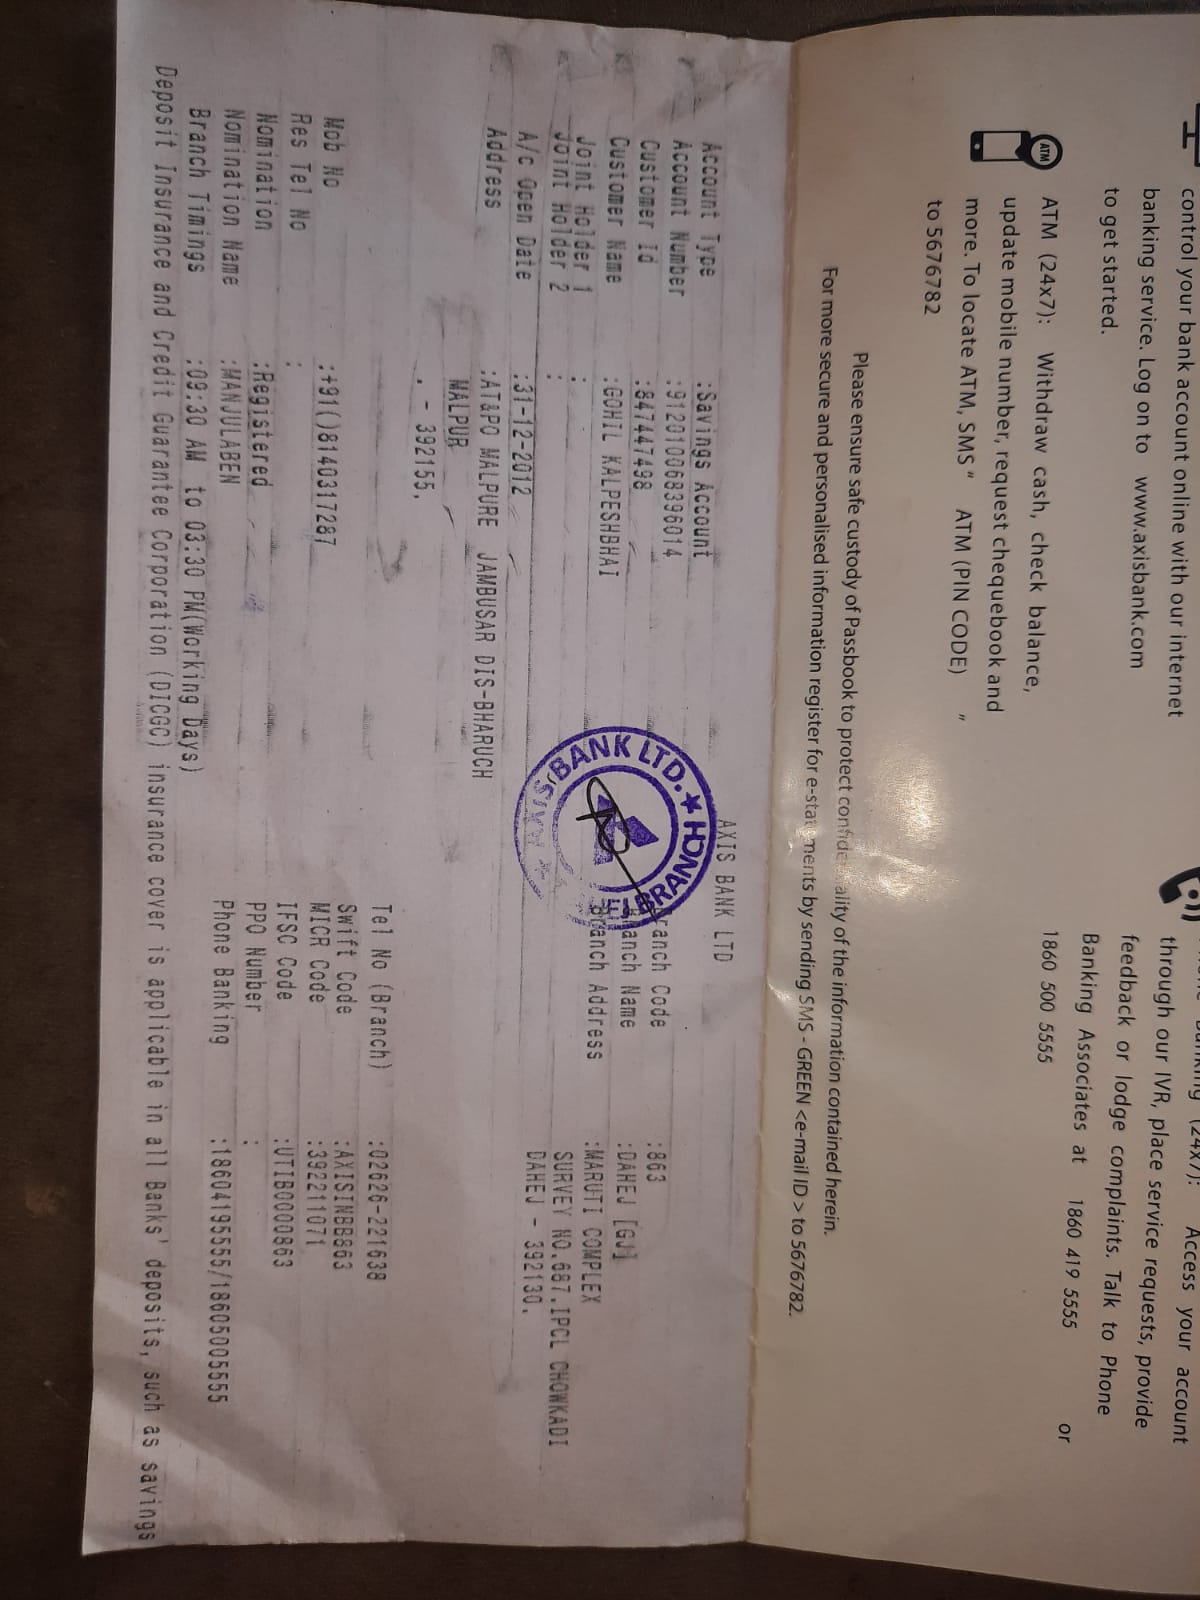 control your bank account online with our internet
banking service. Log on to www.axisbank.com
to get started.
ATM
ATM (24x7): Withdraw cash, check balance,
update mobile number, request chequebook and
more. To locate ATM, SMS " ATM (PIN CODE) "
to 5676782
(24x7): Access your account
through our IVR, place service requests, provide
feedback or lodge complaints. Talk to Phone
Banking Associates at 1860 419 5555 or
1860 500 5555
Please ensure safe custody of Passbook to protect confidentiality of the information contained herein.
For more secure and personalised information register for e-statements by sending SMS - GREEN <e-mail ID > to 5676782.
AXIS BANK LTD
Account Type :Savings Account
Account Number :912010068396014
Customer Id :847447498
Customer Name :GOHIL KALPESHBHAI
Joint Holder 1 :
Joint Holder 2 :
A/c Open Date :31-12-2012
Address :AT&PO MALPURE JAMBUSAR DIS-BHARUCH
MALPUR
. - 392155.
Mob No :+91()8140317287
Res Tel No :
Nomination :Registered
Nomination Name :MANJULABEN
Branch Timings :09:30 AM to 03:30 PM(Working Days)
Branch Code :863
Branch Name :DAHEJ [GJ]
Branch Address :MARUTI COMPLEX
SURVEY NO.687.IPCL CHOWKADI
DAHEJ - 392130.
Tel No (Branch) :02626-221638
Swift Code :AXISINBB863
MICR Code :392211071
IFSC Code :UTIB0000863
PPO Number :
Phone Banking :18604195555/18605005555
Deposit Insurance and Credit Guarantee Corporation (DICGC) insurance cover is applicable in all Banks' deposits, such as savings
AXIS BANK LTD. ★ BRANCH